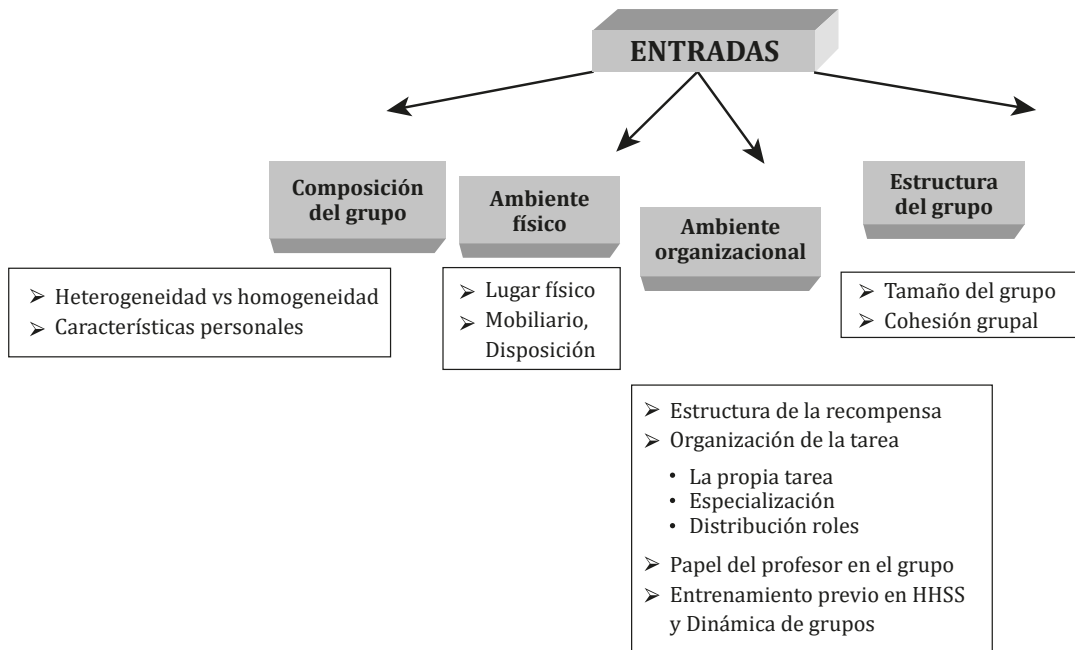 ENTRADAS
Composición
del grupo
➢ Heterogeneidad vs homogeneidad
➢ Características personales
Ambiente
físico
➢ Lugar físico
➢ Mobiliario,
Disposición
Ambiente
organizacional
➢ Estructura de la recompensa
➢ Organización de la tarea
• La propia tarea
• Especialización
• Distribución roles
➢ Papel del profesor en el grupo
➢ Entrenamiento previo en HHSS
y Dinámica de grupos
Estructura
del grupo
➢ Tamaño del grupo
➢ Cohesión grupal